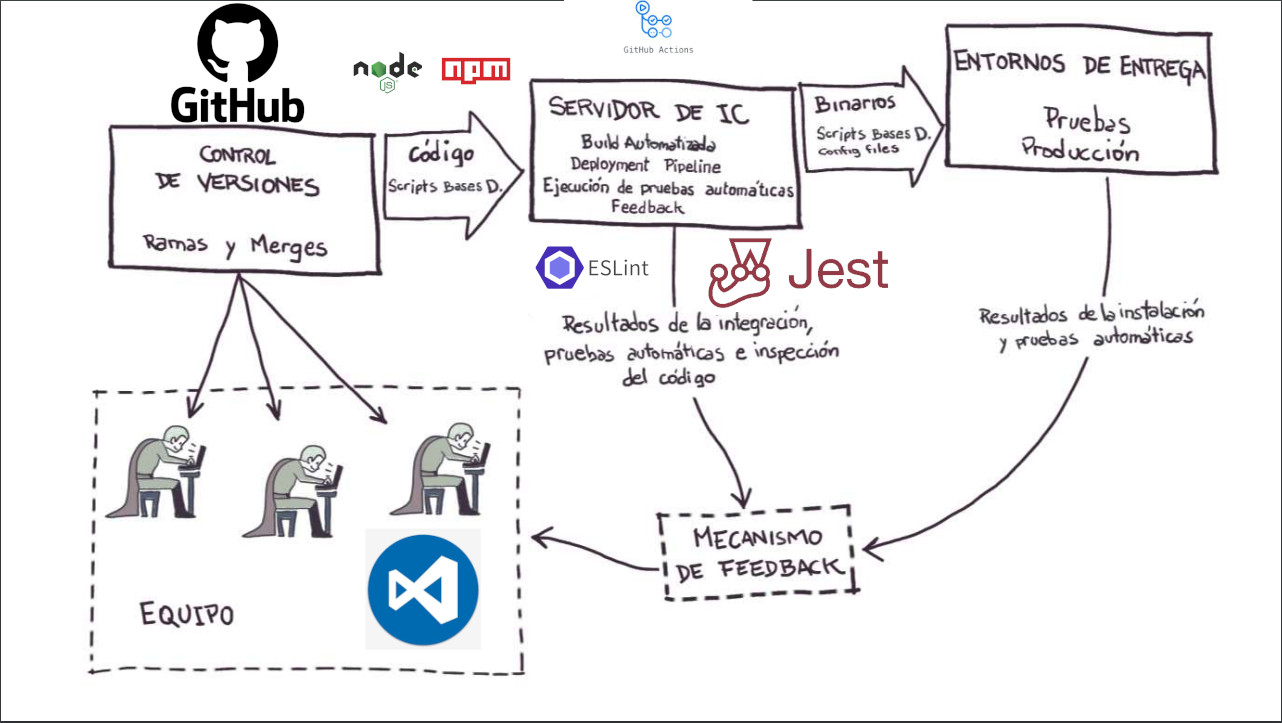 GitHub
node
JS
npm
GitHub Actions
CONTROL
DE VERSIONES
Ramas y Merges
Código
Scripts Bases D.
SERVIDOR DE IC
Build Automatizada
Deployment Pipeline
Ejecución de pruebas automáticas
Feedback
Binarios
Scripts Bases D.
Config Files
ENTORNOS DE ENTREGA
Pruebas
Producción
ESLint
Jest
Resultados de la integración,
pruebas automáticas e inspección
del código
Resultados de la instalación
y pruebas automáticas
MECANISMO
DE FEEDBACK
EQUIPO